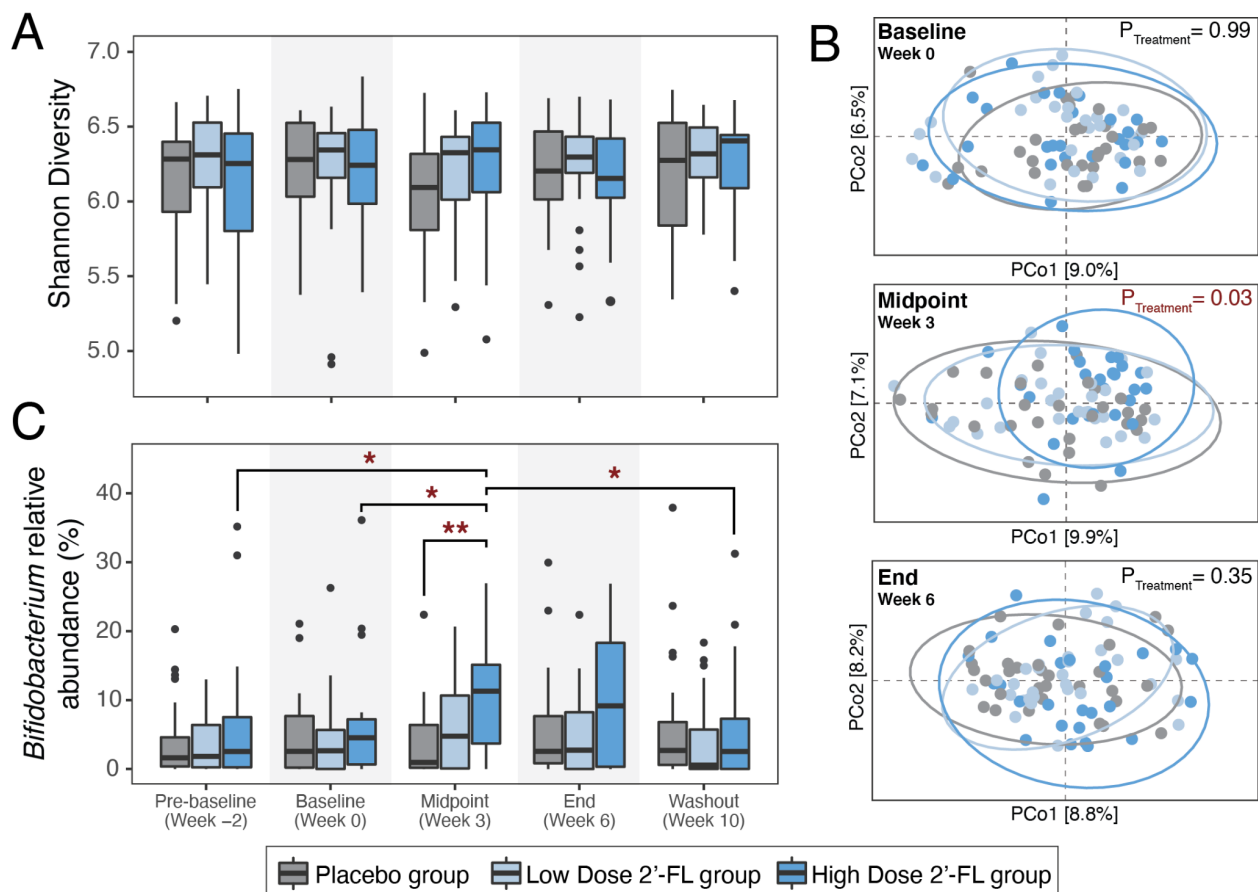 A
Shannon Diversity
7.0
6.5
6.0
5.5
5.0
B
Baseline
Week 0
P Treatment = 0.99
PCo2 [6.5%]
PCo1 [9.0%]
Midpoint
Week 3
P Treatment = 0.03
PCo2 [7.1%]
PCo1 [9.9%]
End
Week 6
P Treatment = 0.35
PCo2 [8.2%]
PCo1 [8.8%]
C
Bifidobacterium relative
abundance (%)
40
30
20
10
0
*
*
**
*
Pre-baseline
(Week −2)
Baseline
(Week 0)
Midpoint
(Week 3)
End
(Week 6)
Washout
(Week 10)
Placebo group
Low Dose 2'-FL group
High Dose 2'-FL group